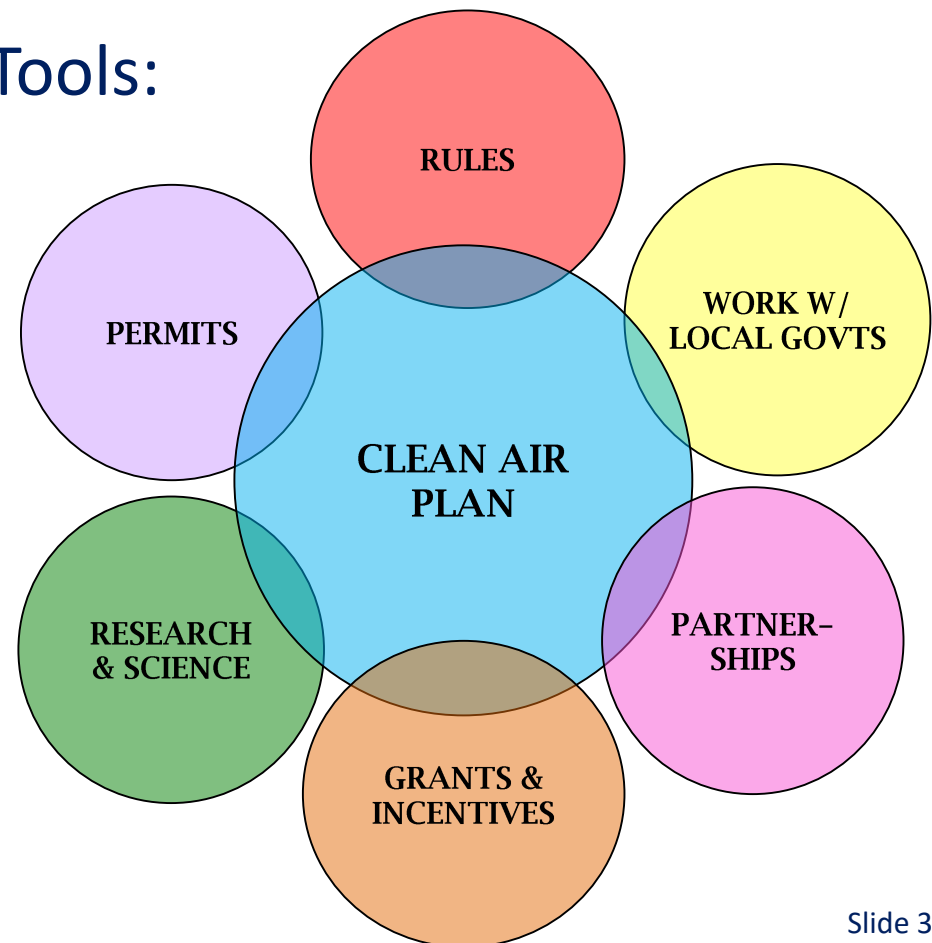 Tools:
RULES
PERMITS
WORK W/
LOCAL GOVTS
CLEAN AIR
PLAN
RESEARCH
& SCIENCE
PARTNER-
SHIPS
GRANTS &
INCENTIVES
Slide 3